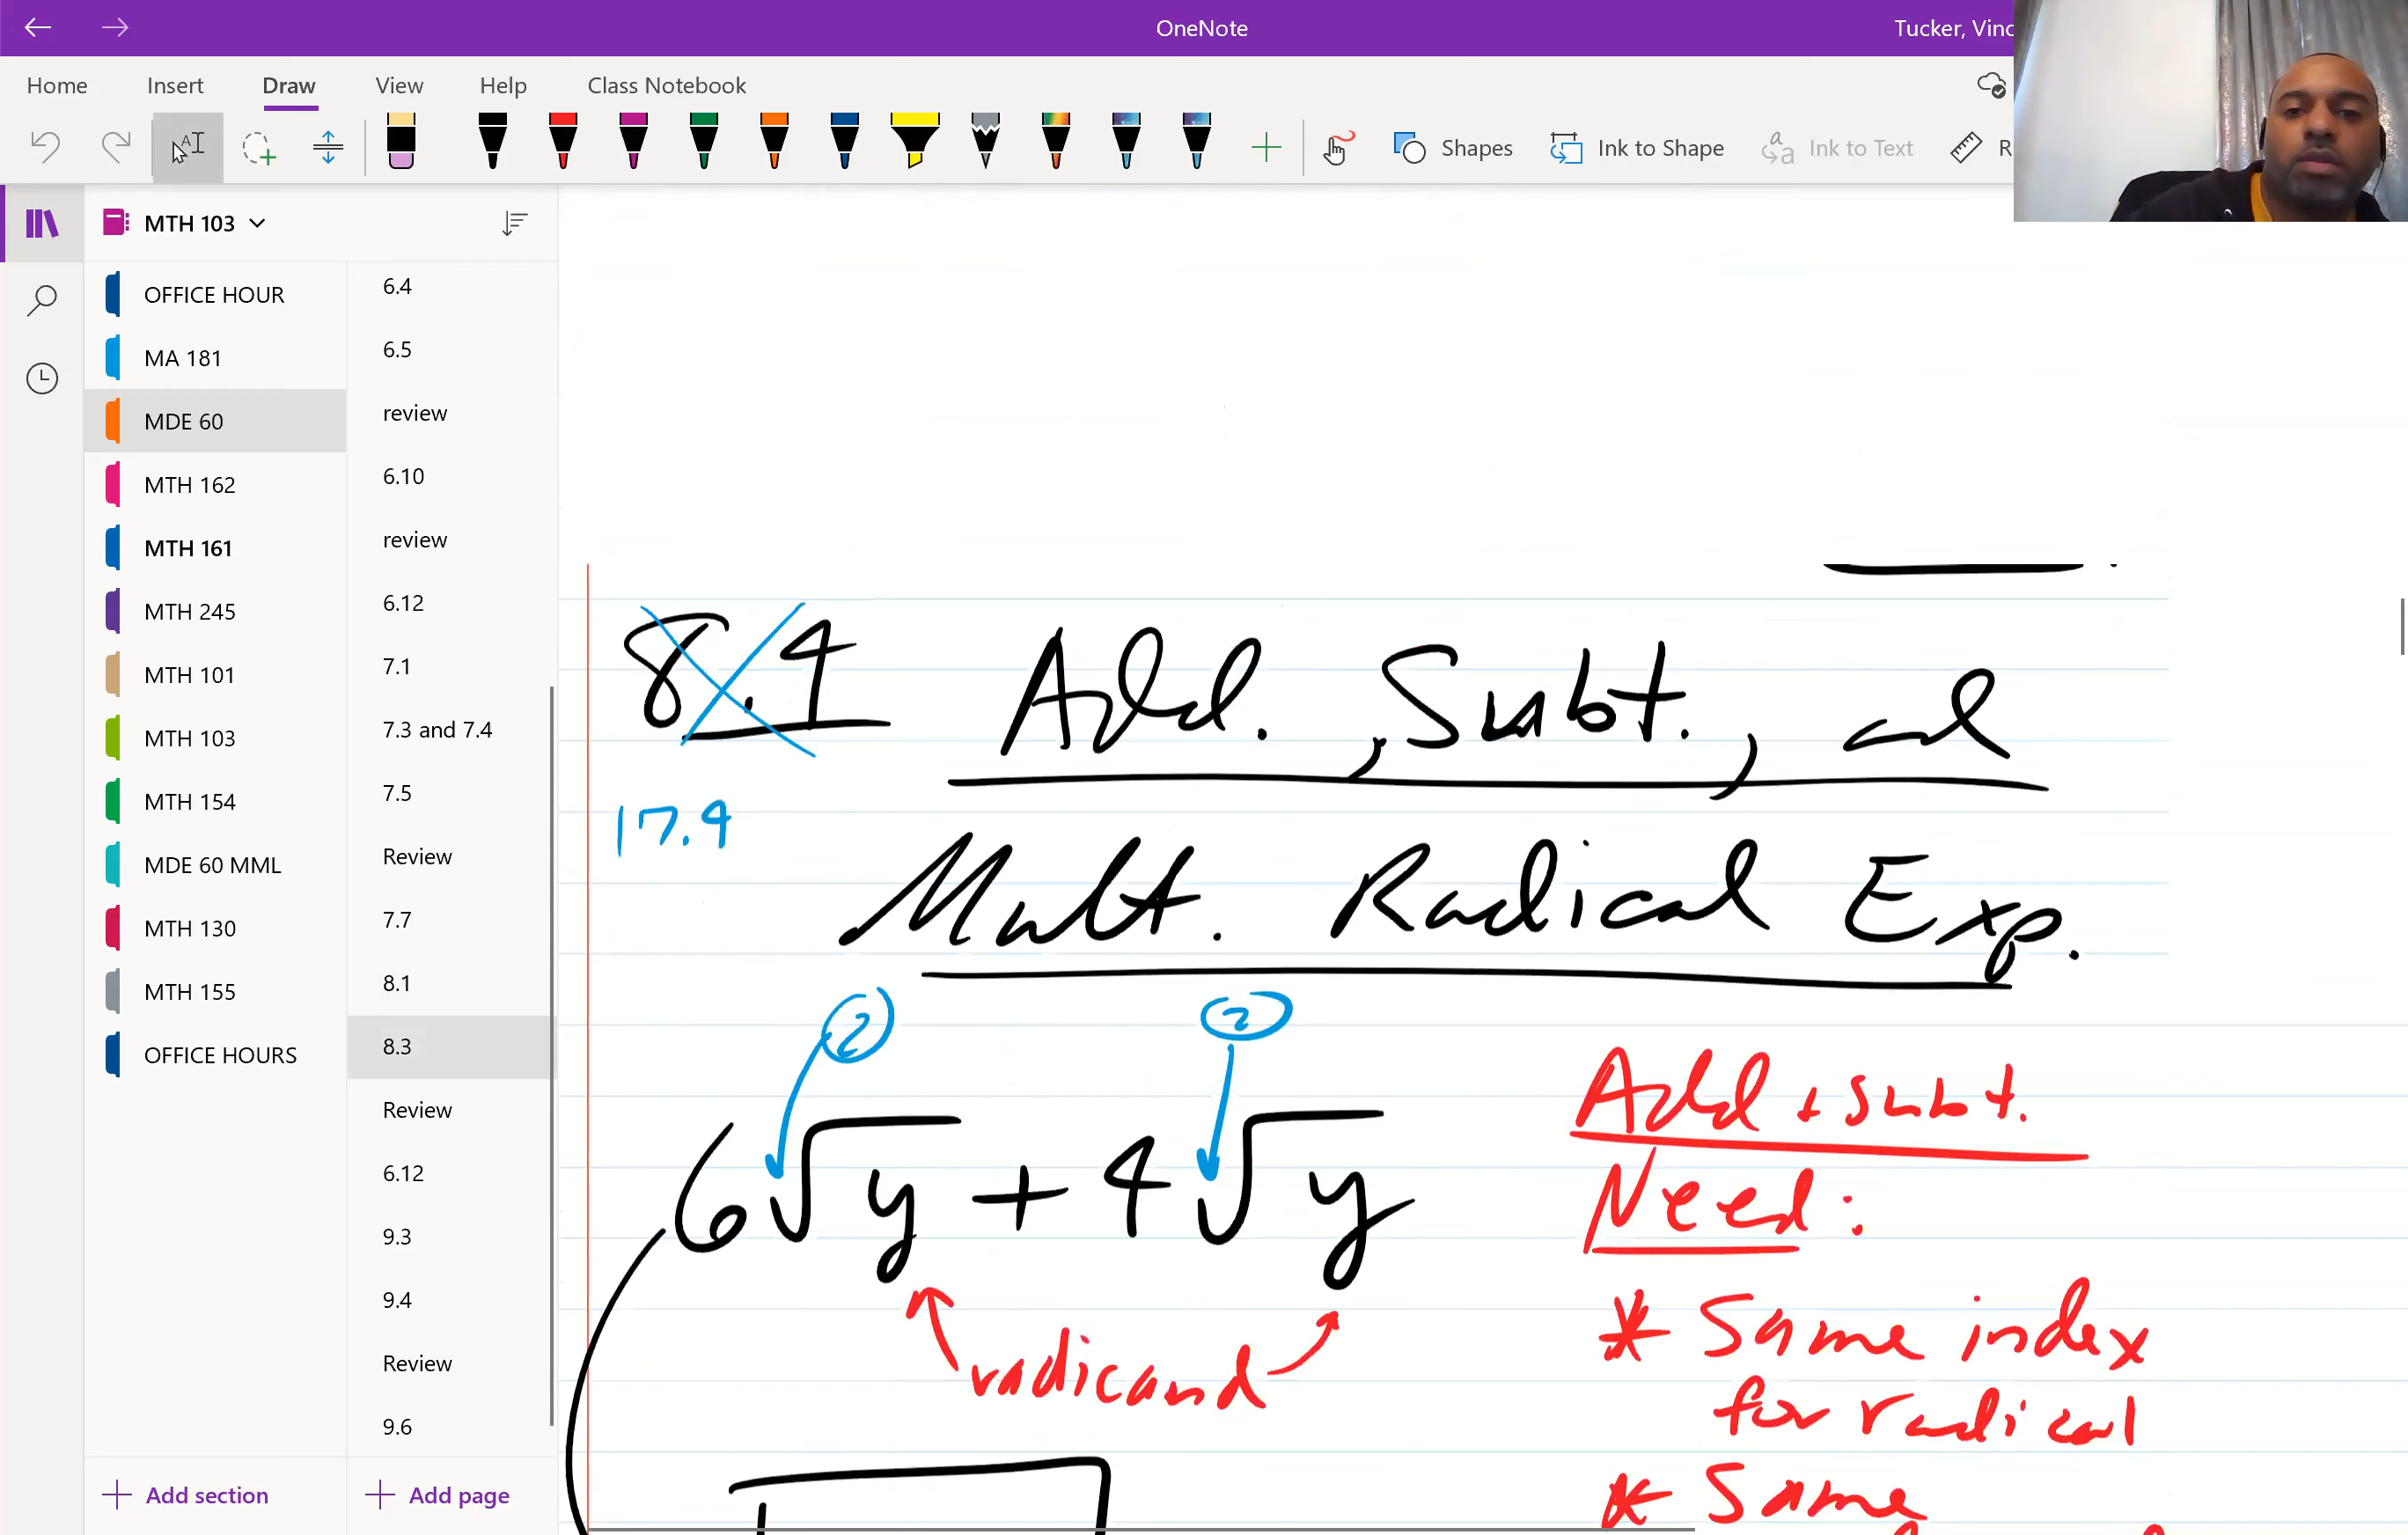 OneNote
Tucker, Vinc
Home Insert Draw View Help Class Notebook
Shapes Ink to Shape Ink to Text R
MTH 103
OFFICE HOUR
MA 181
MDE 60
MTH 162
MTH 161
MTH 245
MTH 101
MTH 103
MTH 154
MDE 60 MML
MTH 130
MTH 155
OFFICE HOURS
Add section
6.4
6.5
review
6.10
review
6.12
7.1
7.3 and 7.4
7.5
Review
7.7
8.1
8.3
Review
6.12
9.3
9.4
Review
9.6
Add page
8.4 Add., Subt., and
17.4
Mult. Radical Exp.
2 2
6√y + 4√y
radicand
Add + subt.
Need:
* Same index
for radical
* Same